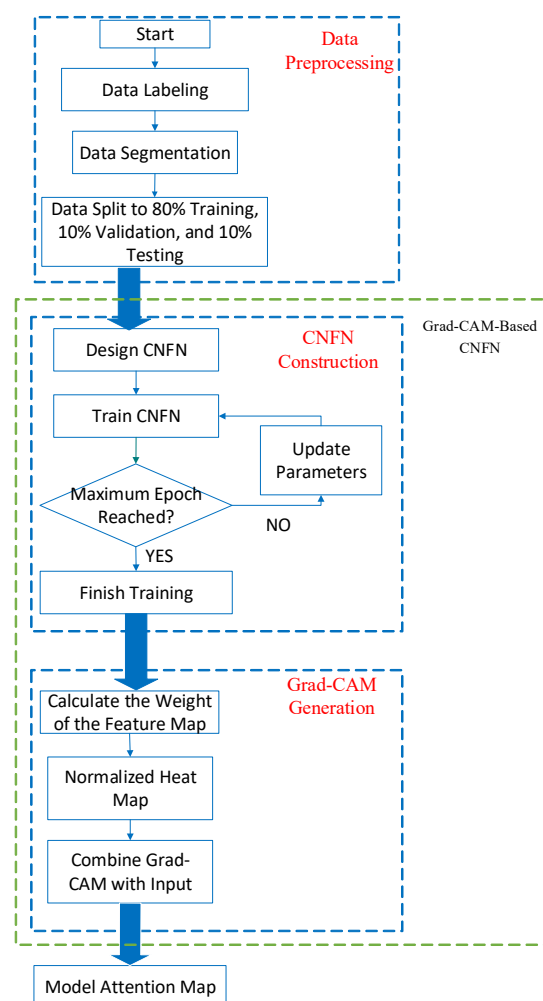 Start
Data
Preprocessing
Data Labeling
Data Segmentation
Data Split to 80% Training,
10% Validation, and 10%
Testing
Grad-CAM-Based
CNFN
CNFN
Construction
Design CNFN
Train CNFN
Update
Parameters
Maximum Epoch
Reached?
NO
YES
Finish Training
Grad-CAM
Generation
Calculate the Weight
of the Feature Map
Normalized Heat
Map
Combine Grad-
CAM with Input
Model Attention Map